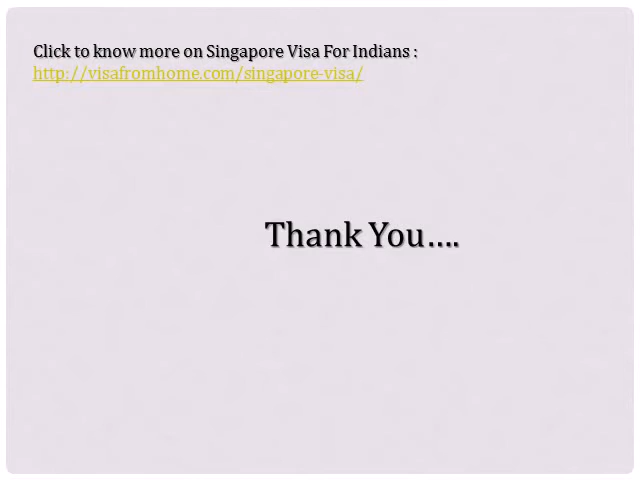 Click to know more on Singapore Visa For Indians :
http://visafromhome.com/singapore-visa/
Thank You….